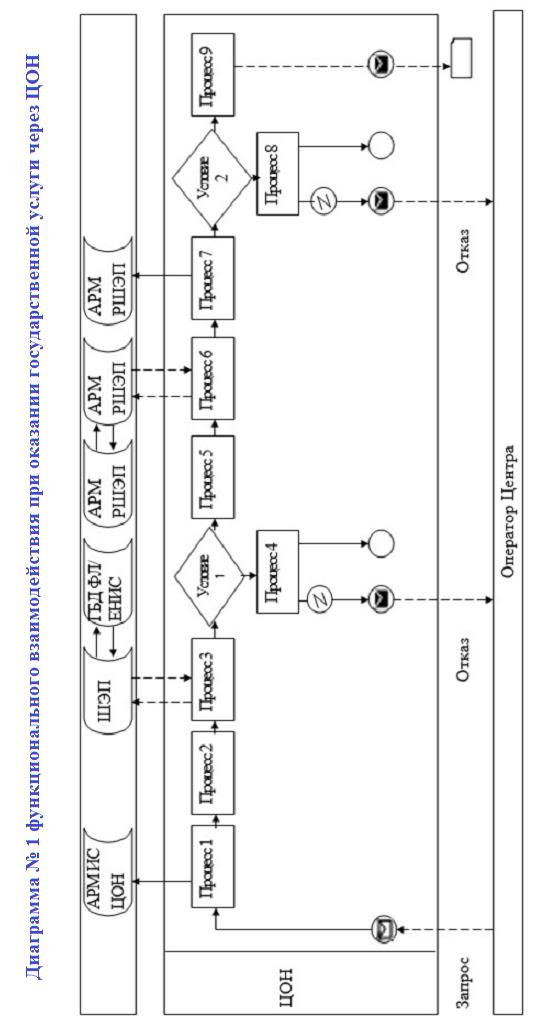 Диаграмма № 1 функционального взаимодействия при оказании государственной услуги через ЦОН
АРМ ИС
ЦОН
ШЭП
ГБД ФЛ/
ЕНИС
АРМ
РШЭП
АРМ
РШЭП
АРМ
РШЭП
ЦОН
Процесс 1
Процесс 2
Процесс 3
Условие
1
Процесс 4
Процесс 5
Процесс 6
Процесс 7
Условие
2
Процесс 8
Процесс 9
Запрос
Отказ
Отказ
Оператор Центра